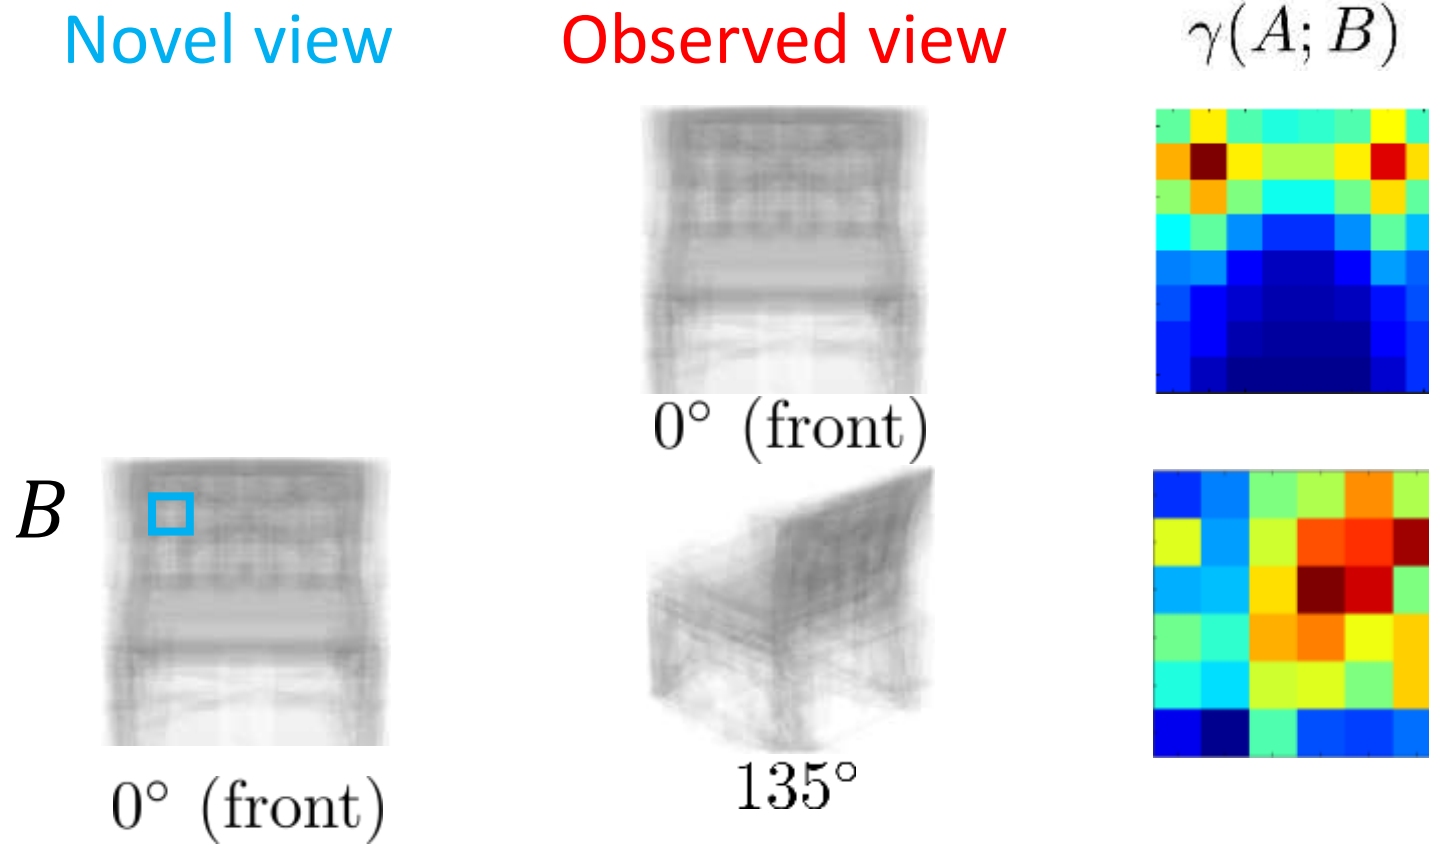 Novel view
Observed view
γ(A; B)
0° (front)
B
135°
0° (front)